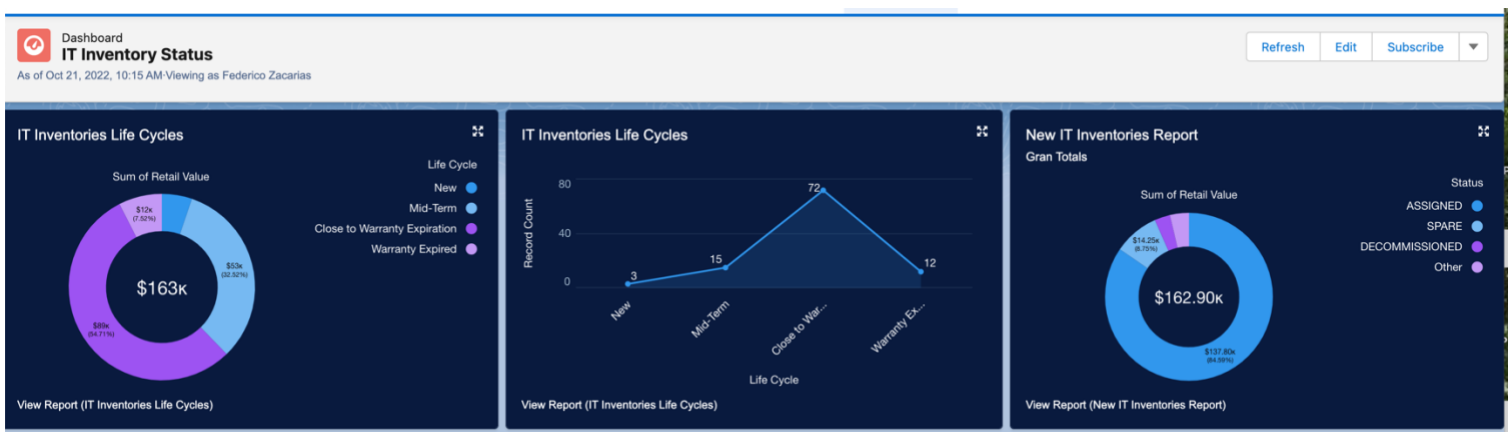 Dashboard
IT Inventory Status
As of Oct 21, 2022, 10:15 AM·Viewing as Federico Zacarias
Refresh
Edit
Subscribe
IT Inventories Life Cycles
Sum of Retail Value
Life Cycle
New
Mid-Term
Close to Warranty Expiration
Warranty Expired
$12K
(7.52%)
$53K
(32.52%)
$163K
$89K
(54.71%)
View Report (IT Inventories Life Cycles)
IT Inventories Life Cycles
Record Count
80
40
0
3
15
72
12
New
Mid-Term
Close to War...
Warranty Ex...
Life Cycle
View Report (IT Inventories Life Cycles)
New IT Inventories Report
Gran Totals
Sum of Retail Value
Status
ASSIGNED
SPARE
DECOMMISSIONED
Other
$14.25K
(8.75%)
$162.90K
$137.80K
(84.59%)
View Report (New IT Inventories Report)